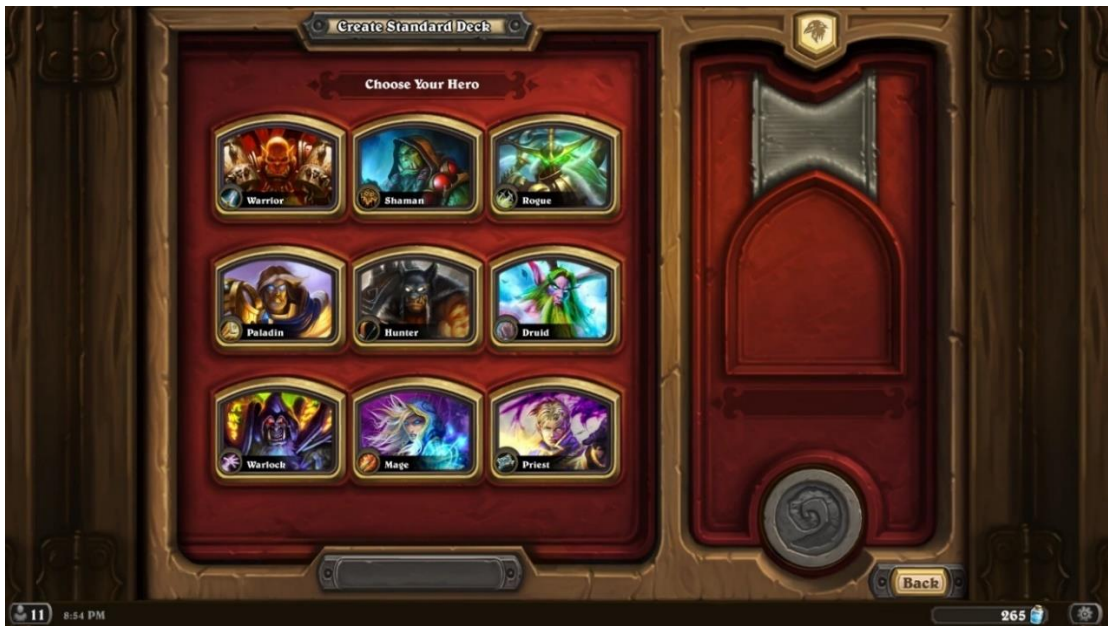 Create Standard Deck
Choose Your Hero
Warrior
Shaman
Rogue
Paladin
Hunter
Druid
Warlock
Mage
Priest
Back
11
8:54 PM
265